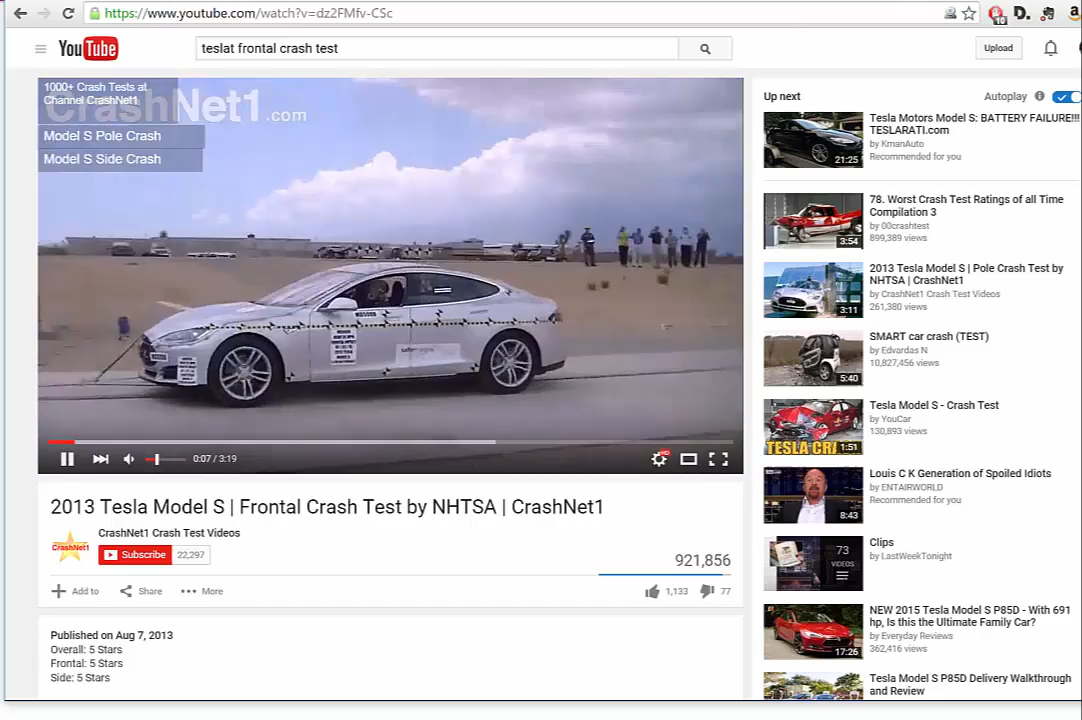 https://www.youtube.com/watch?v=dz2FMfv-CSc
10
D.
a
YouTube
teslat frontal crash test
Upload
1000+ Crash Tests at
Channel CrashNet1
CrashNet1.com
Model S Pole Crash
Model S Side Crash
0:07 / 3:19
HD
2013 Tesla Model S | Frontal Crash Test by NHTSA | CrashNet1
CrashNet1
CrashNet1 Crash Test Videos
Subscribe 22,297
921,856
Add to Share More
1,133 77
Published on Aug 7, 2013
Overall: 5 Stars
Frontal: 5 Stars
Side: 5 Stars
Up next
Autoplay
21:25
Tesla Motors Model S: BATTERY FAILURE!!!
TESLARATI.com
by KmanAuto
Recommended for you
3:54
78. Worst Crash Test Ratings of all Time
Compilation 3
by 00crashtest
899,389 views
3:11
2013 Tesla Model S | Pole Crash Test by
NHTSA | CrashNet1
by CrashNet1 Crash Test Videos
261,380 views
5:40
SMART car crash (TEST)
by Edvardas N
10,827,456 views
TESLA CRA
1:51
Tesla Model S - Crash Test
by YouCar
130,893 views
8:43
Louis C K Generation of Spoiled Idiots
by ENTAIRWORLD
Recommended for you
73
VIDEOS
Clips
by LastWeekTonight
17:26
NEW 2015 Tesla Model S P85D - With 691
hp, Is this the Ultimate Family Car?
by Everyday Reviews
362,416 views
Tesla Model S P85D Delivery Walkthrough
and Review